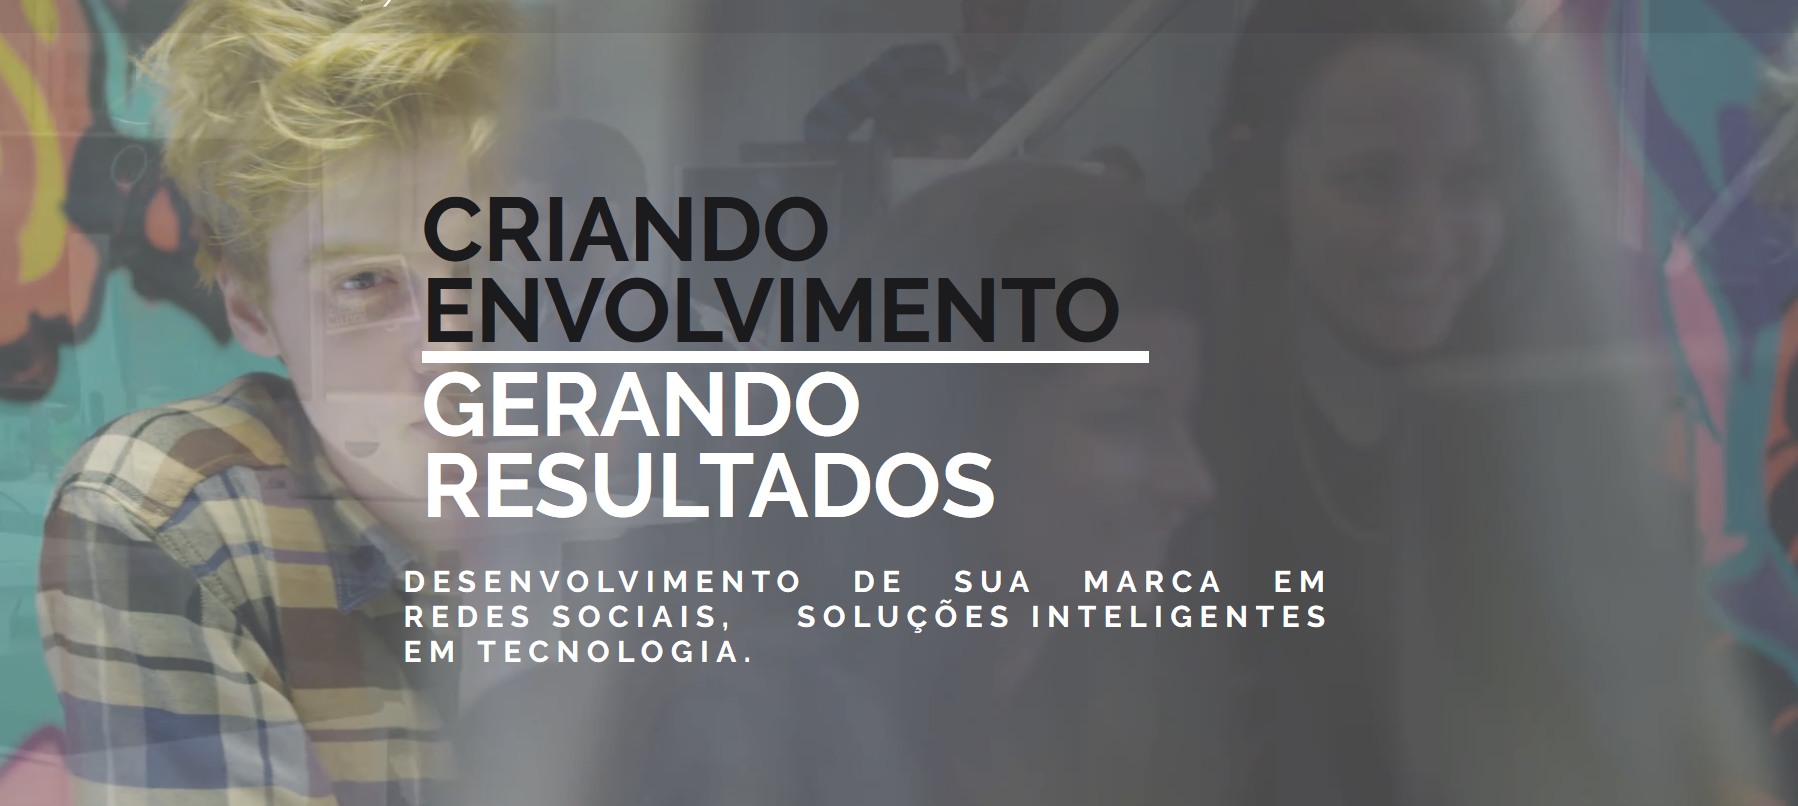 CRIANDO
ENVOLVIMENTO
GERANDO
RESULTADOS
DESENVOLVIMENTO DE SUA MARCA EM
REDES SOCIAIS, SOLUÇÕES INTELIGENTES
EM TECNOLOGIA.